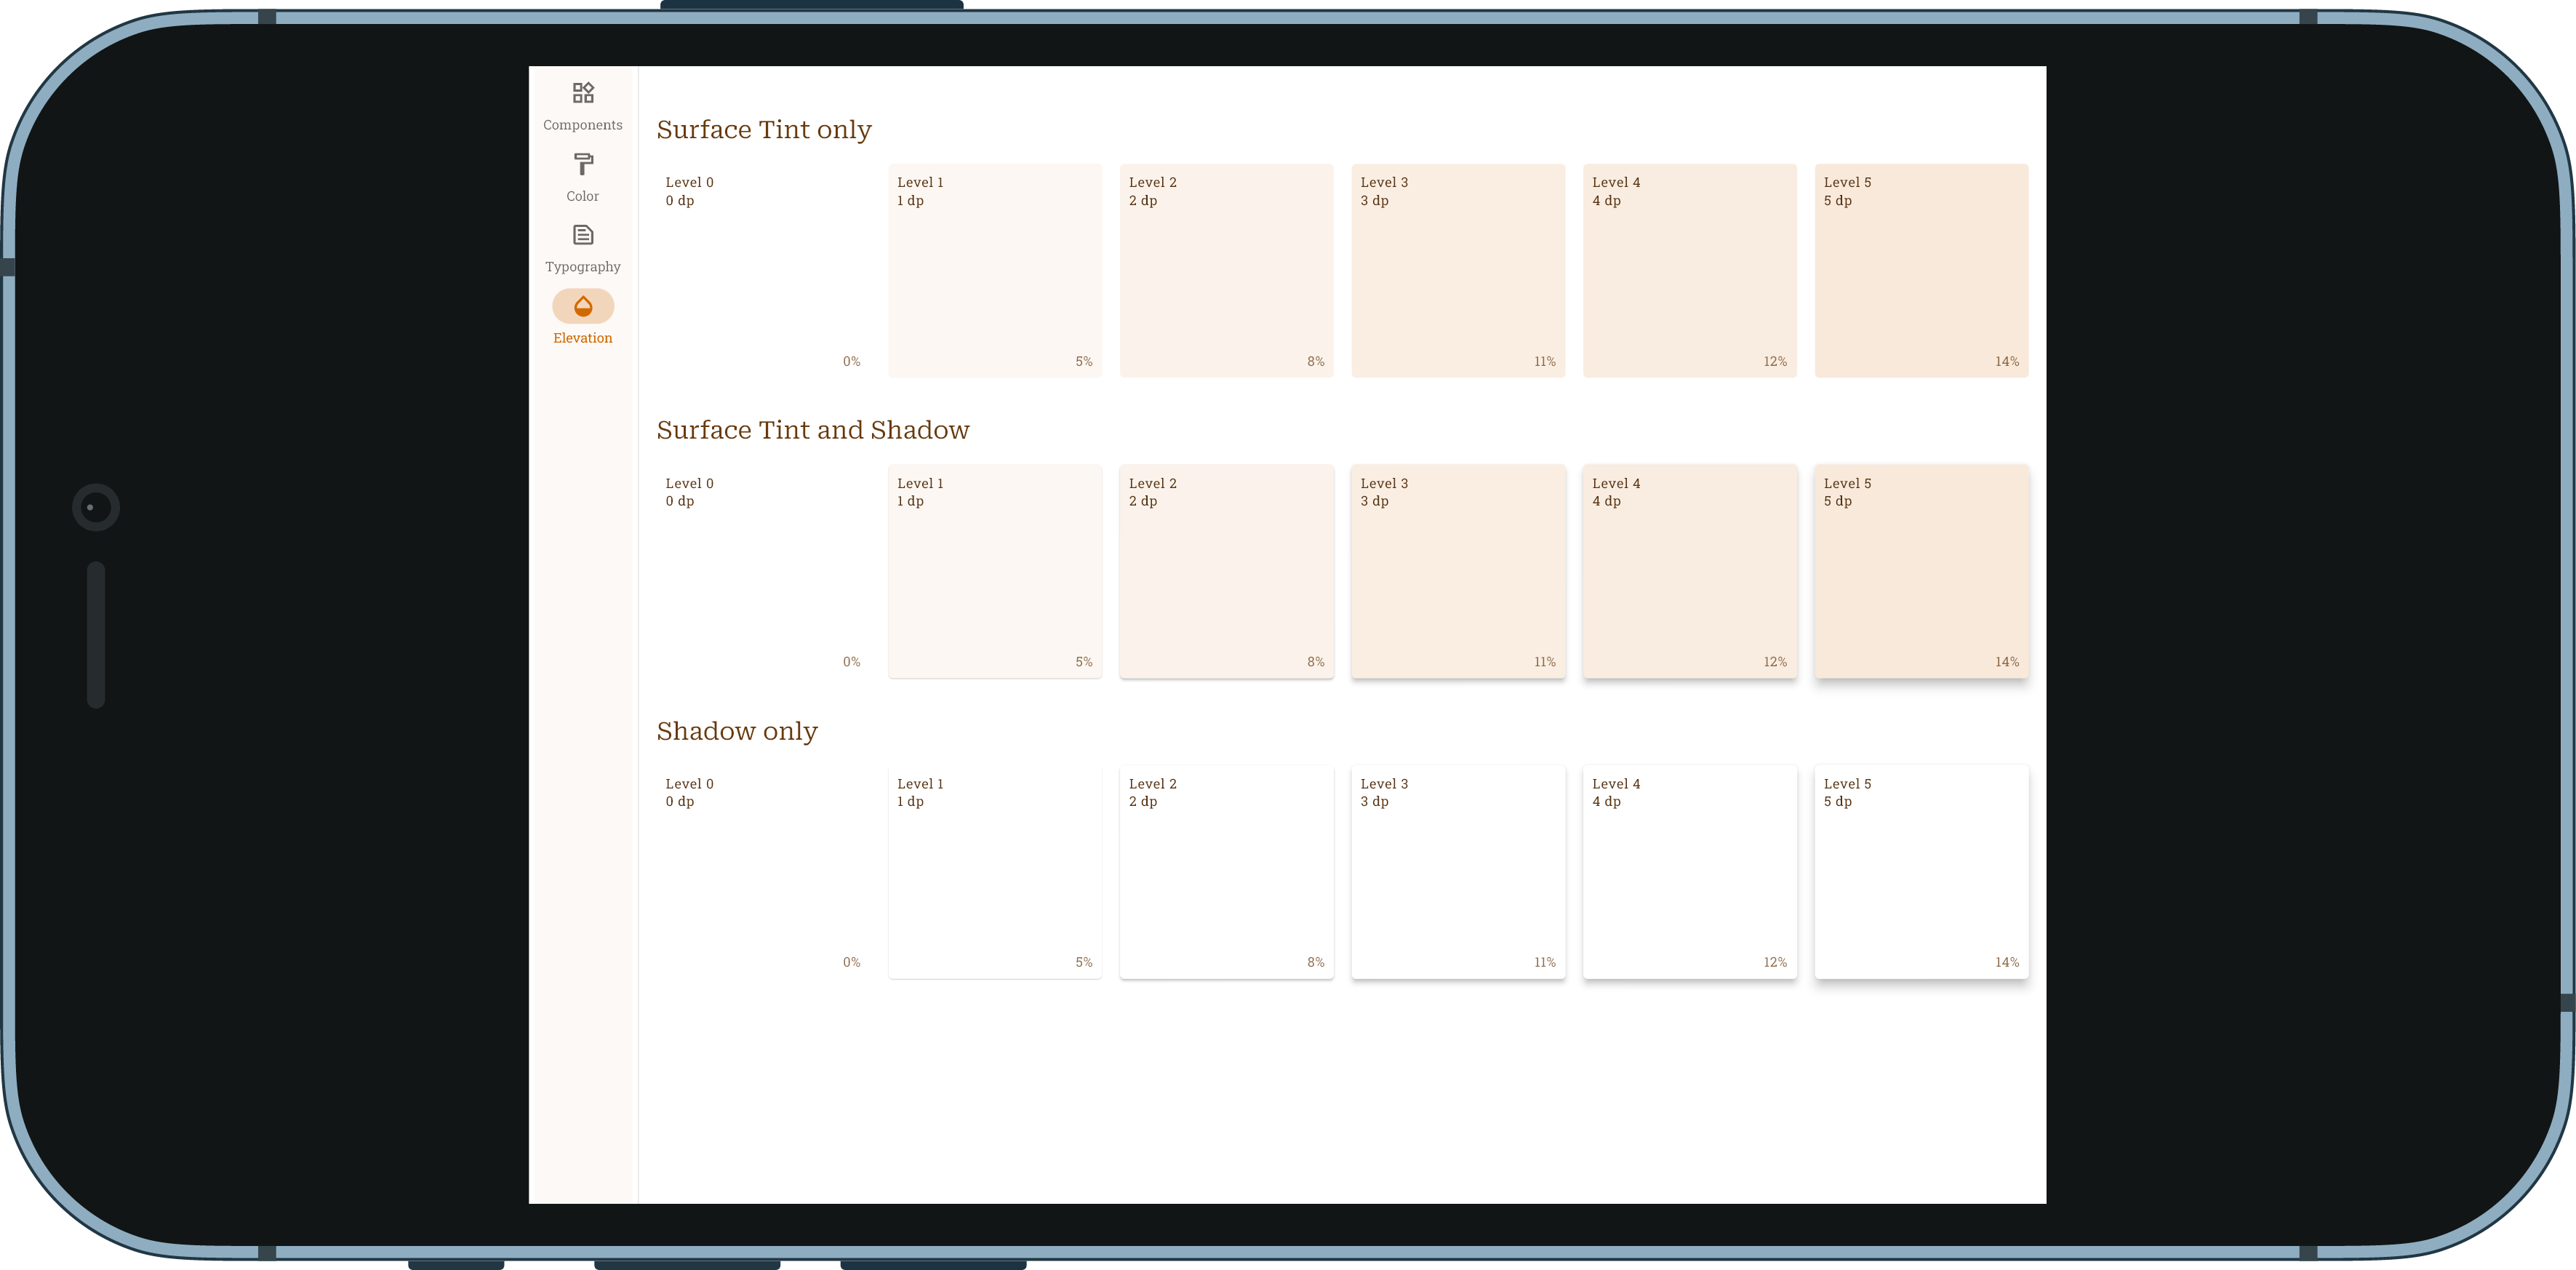 Components
Color
Typography
Elevation
Surface Tint only
Level 0
0 dp
0%
Level 1
1 dp
5%
Level 2
2 dp
8%
Level 3
3 dp
11%
Level 4
4 dp
12%
Level 5
5 dp
14%
Surface Tint and Shadow
Level 0
0 dp
0%
Level 1
1 dp
5%
Level 2
2 dp
8%
Level 3
3 dp
11%
Level 4
4 dp
12%
Level 5
5 dp
14%
Shadow only
Level 0
0 dp
0%
Level 1
1 dp
5%
Level 2
2 dp
8%
Level 3
3 dp
11%
Level 4
4 dp
12%
Level 5
5 dp
14%